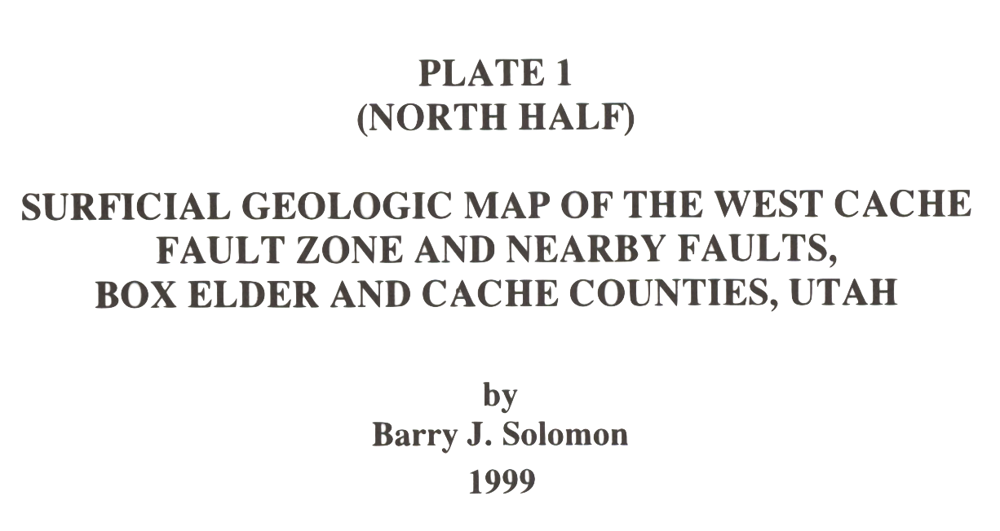 PLATE 1
(NORTH HALF)
SURFICIAL GEOLOGIC MAP OF THE WEST CACHE
FAULT ZONE AND NEARBY FAULTS,
BOX ELDER AND CACHE COUNTIES, UTAH
by
Barry J. Solomon
1999